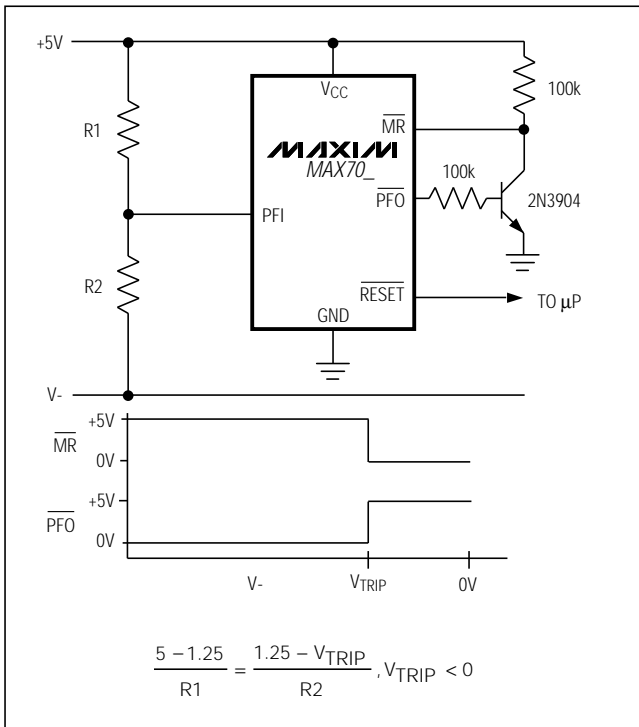 +5V
VCC
100k
R1
MR
MAXIM
MAX70_
100k
PFO
2N3904
PFI
R2
RESET
TO µP
GND
V-
+5V
MR
0V
+5V
PFO
0V
V-
VTRIP
0V
5 – 1.25 / R1 = 1.25 – VTRIP / R2 , VTRIP < 0